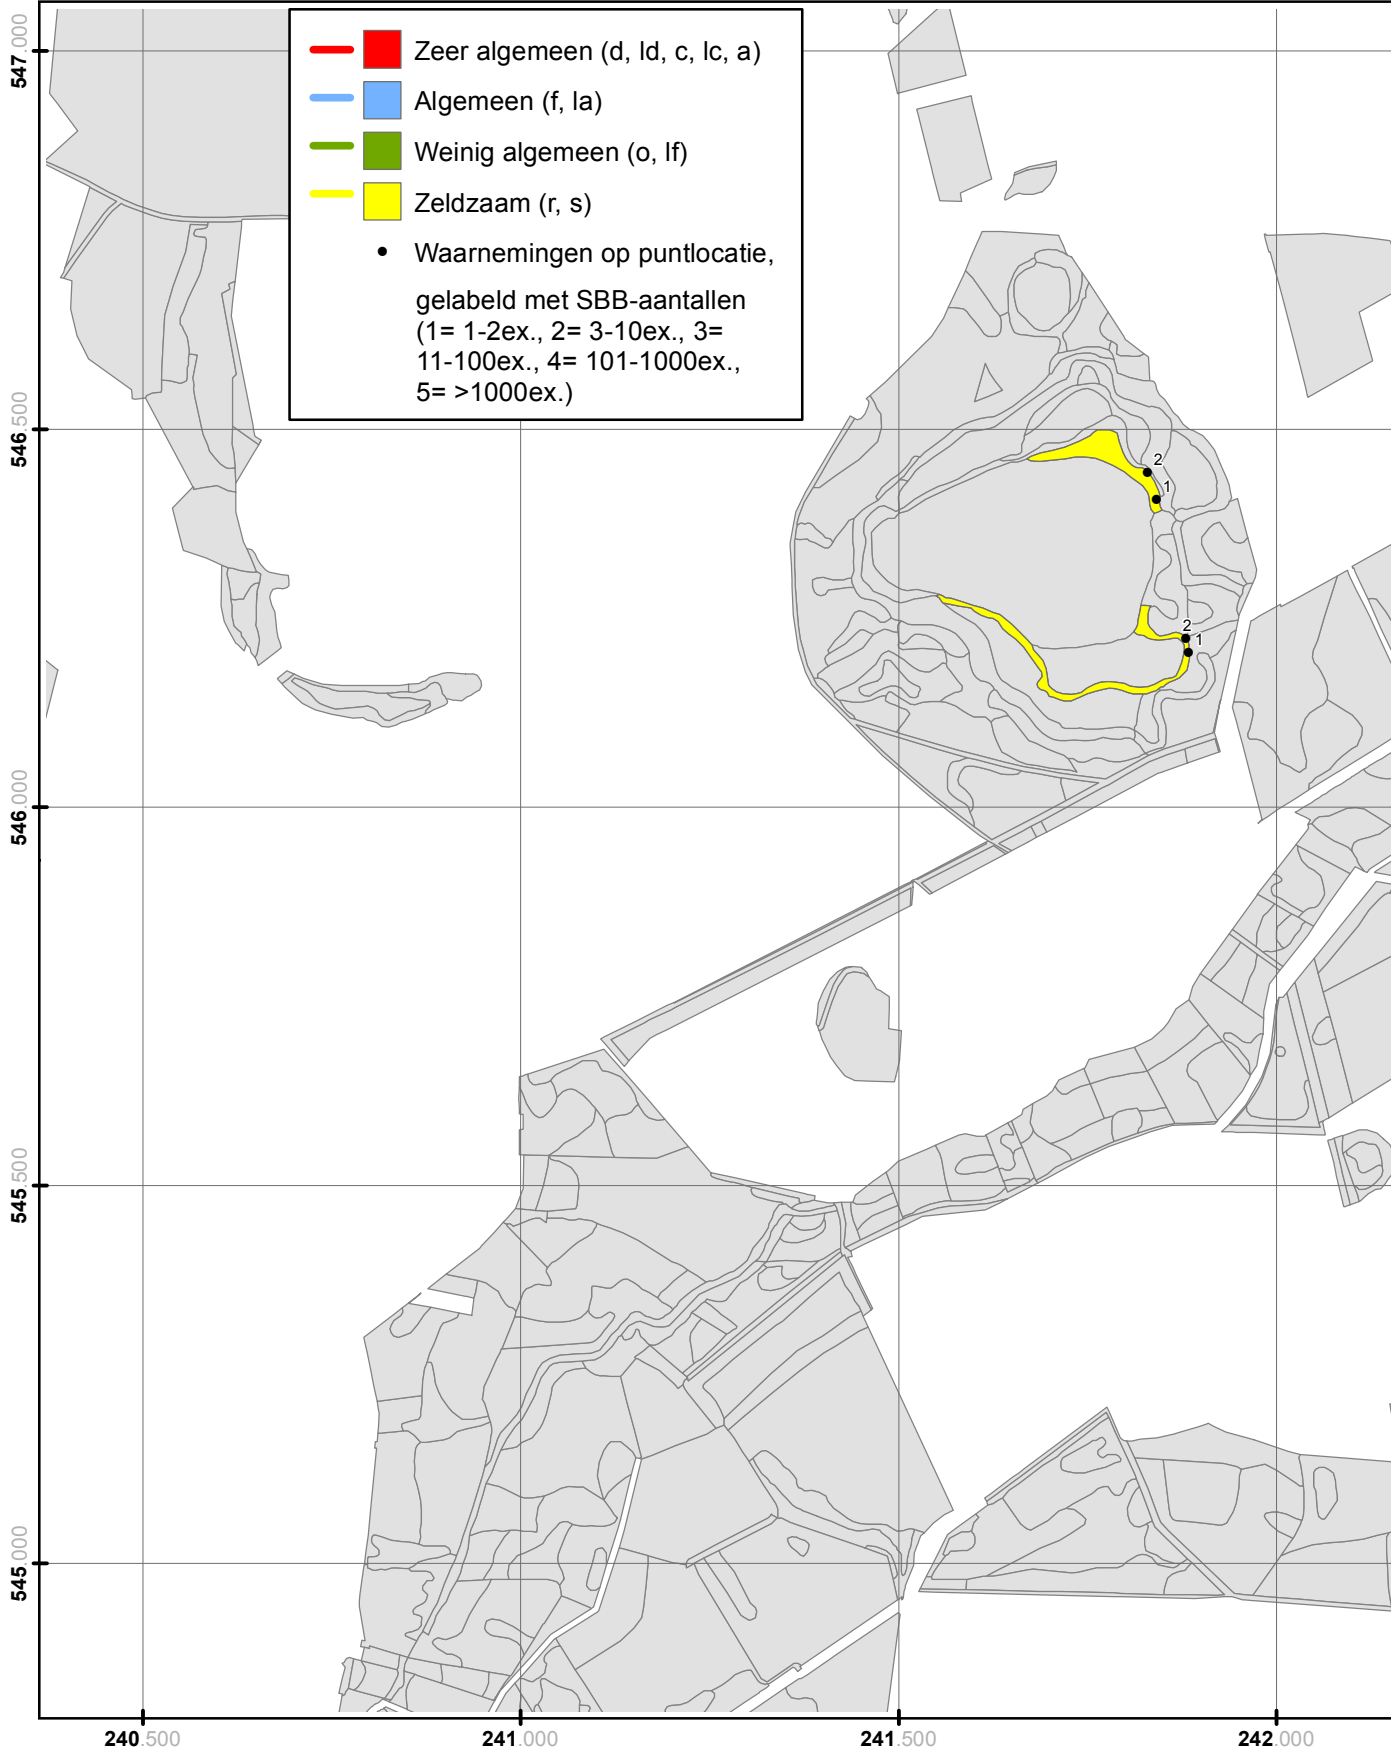 Zeer algemeen (d, ld, c, lc, a)
Algemeen (f, la)
Weinig algemeen (o, lf)
Zeldzaam (r, s)
Waarnemingen op puntlocatie,
gelabeld met SBB-aantallen
(1= 1-2ex., 2= 3-10ex., 3=
11-100ex., 4= 101-1000ex.,
5= >1000ex.)
547.000
546.500
2
1
2
1
546.000
545.500
545.000
240.500
241.000
241.500
242.000